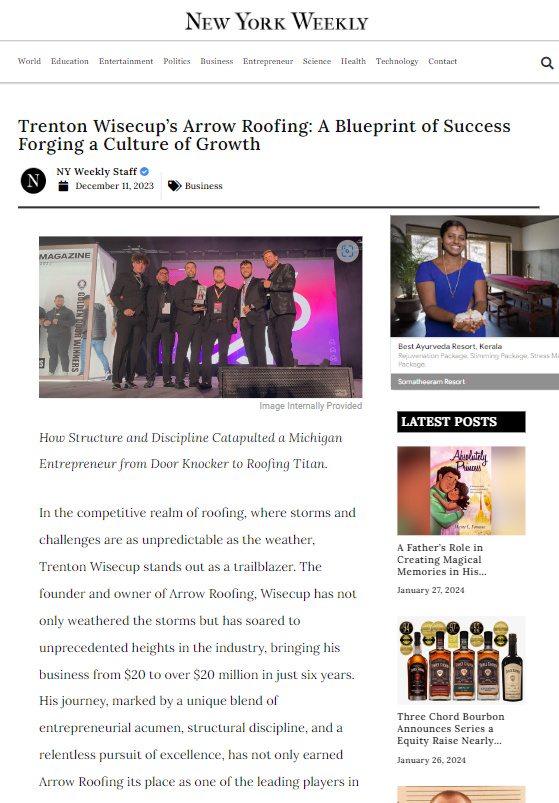 New York Weekly
World Education Entertainment Politics Business Entrepreneur Science Health Technology Contact
Trenton Wisecup's Arrow Roofing: A Blueprint of Success
Forging a Culture of Growth
N
NY Weekly Staff
December 11, 2023
Business
MAGAZINE
GOLDEN DOOR WINNERS
Image Internally Provided
How Structure and Discipline Catapulted a Michigan
Entrepreneur from Door Knocker to Roofing Titan.
In the competitive realm of roofing, where storms and
challenges are as unpredictable as the weather,
Trenton Wisecup stands out as a trailblazer. The
founder and owner of Arrow Roofing, Wisecup has not
only weathered the storms but has soared to
unprecedented heights in the industry, bringing his
business from $20 to over $20 million in just six years.
His journey, marked by a unique blend of
entrepreneurial acumen, structural discipline, and a
relentless pursuit of excellence, has not only earned
Arrow Roofing its place as one of the leading players in
Best Ayurveda Resort, Kerala
Rejuvenation Package, Slimming Package, Stress Ma
Package.
Somatheeram Resort
LATEST POSTS
Absolutely
Princess
A Father's Role in
Creating Magical
Memories in His...
January 27, 2024
Three Chord Bourbon
Announces Series a
Equity Raise Nearly...
January 26, 2024